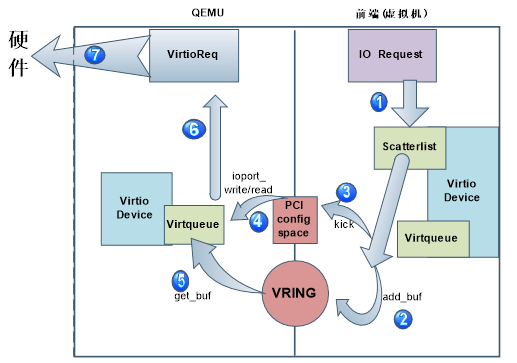 QEMU
前端(虚拟机)
硬
件
7
VirtioReq
IO Request
1
Scatterlist
6
ioport_
write/read
3
Virtio
Device
Virtqueue
4
PCI
config
space
kick
Virtio
Device
Virtqueue
5
get_buf
VRING
add_buf
2